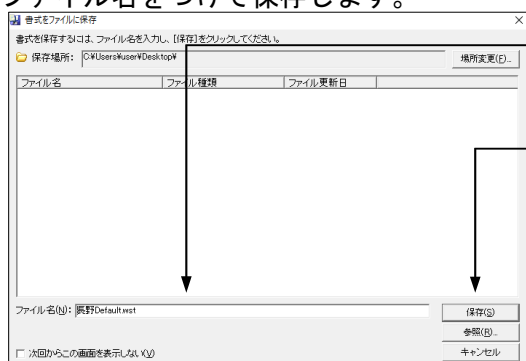 ファイル名をつけて保存します。
書式をファイルに保存
書式を保存するには、ファイル名を入力し、[保存]をクリックしてください。
保存場所: C:¥Users¥user¥Desktop¥ 場所変更(F)...
ファイル名 ファイル種類 ファイル更新日
ファイル名(N): 長野Default.wst 保存(S)
参照(R)...
次回からこの画面を表示しない(V) キャンセル